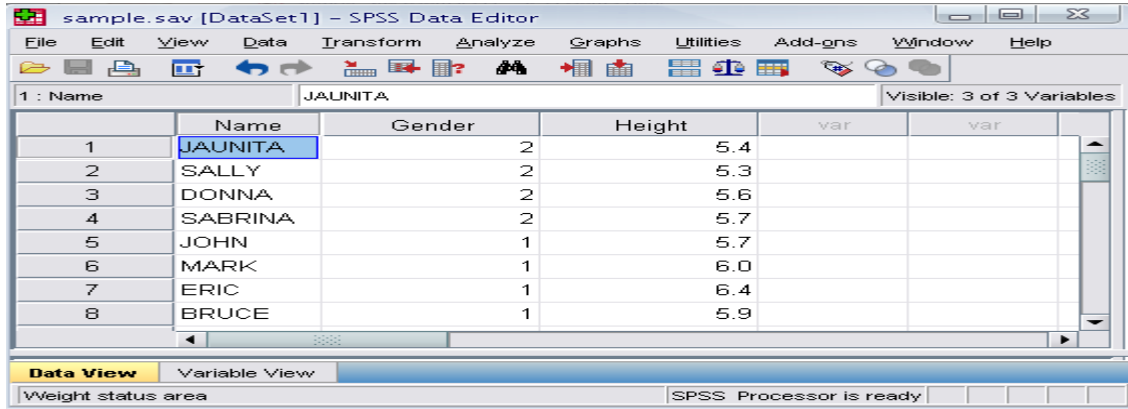 sample.sav [DataSet1] – SPSS Data Editor
File Edit View Data Transform Analyze Graphs Utilities Add-ons Window Help
1 : Name JAUNITA Visible: 3 of 3 Variables
Name Gender Height var var
1 JAUNITA 2 5.4
2 SALLY 2 5.3
3 DONNA 2 5.6
4 SABRINA 2 5.7
5 JOHN 1 5.7
6 MARK 1 6.0
7 ERIC 1 6.4
8 BRUCE 1 5.9
Data View Variable View
Weight status area SPSS Processor is ready